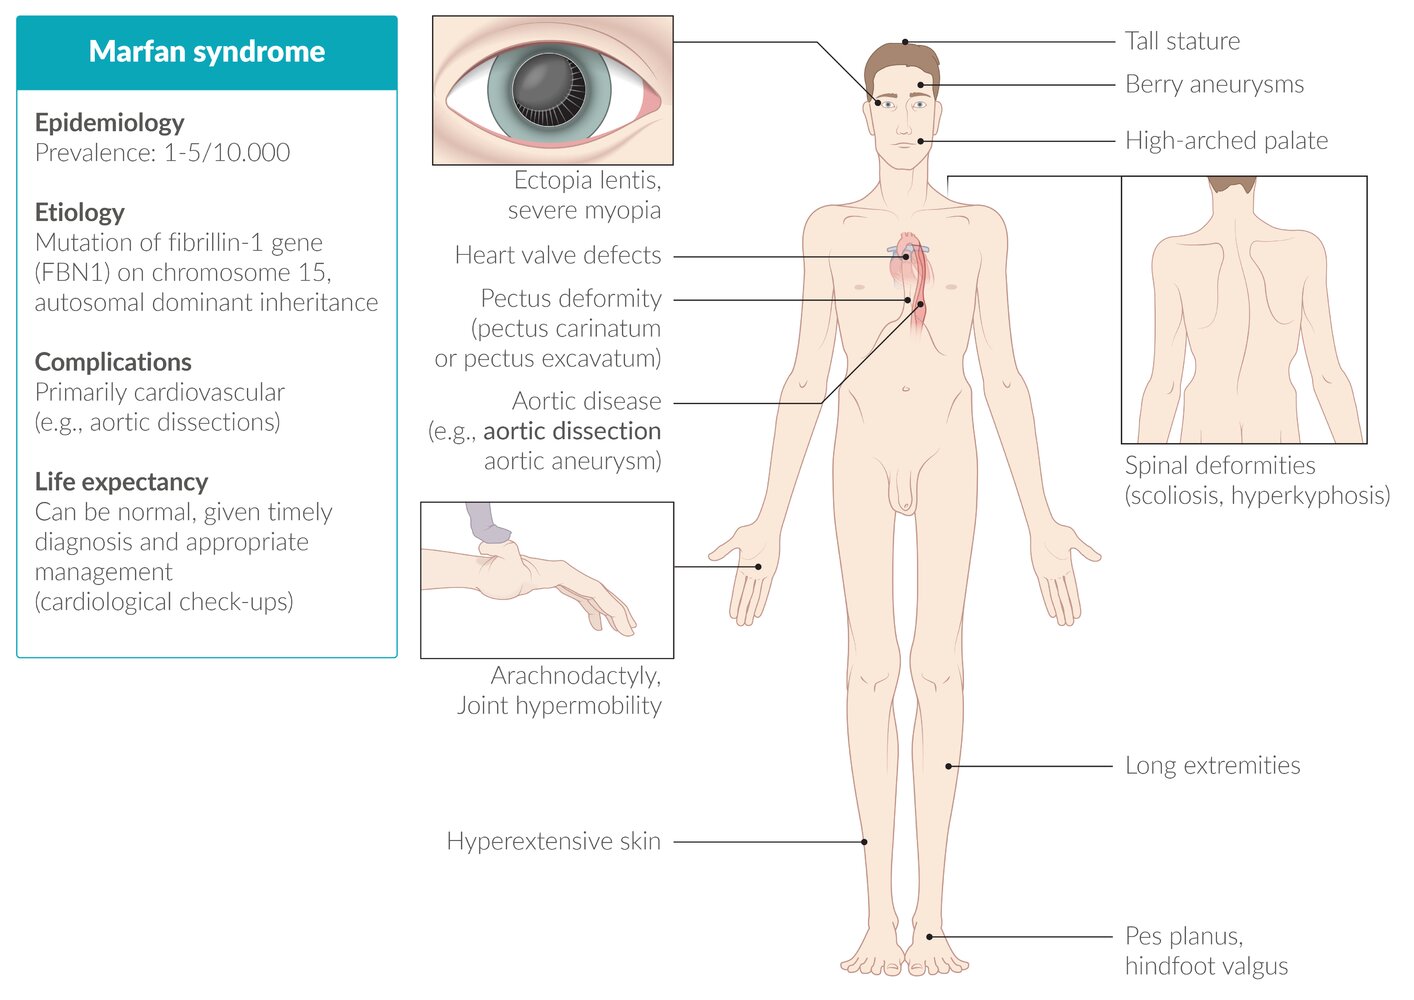 Marfan syndrome
Epidemiology
Prevalence: 1-5/10.000
Etiology
Mutation of fibrillin-1 gene
(FBN1) on chromosome 15,
autosomal dominant inheritance
Complications
Primarily cardiovascular
(e.g., aortic dissections)
Life expectancy
Can be normal, given timely
diagnosis and appropriate
management
(cardiological check-ups)
Ectopia lentis,
severe myopia
Heart valve defects
Pectus deformity
(pectus carinatum
or pectus excavatum)
Aortic disease
(e.g., aortic dissection
aortic aneurysm)
Arachnodactyly,
Joint hypermobility
Hyperextensive skin
Tall stature
Berry aneurysms
High-arched palate
Spinal deformities
(scoliosis, hyperkyphosis)
Long extremities
Pes planus,
hindfoot valgus